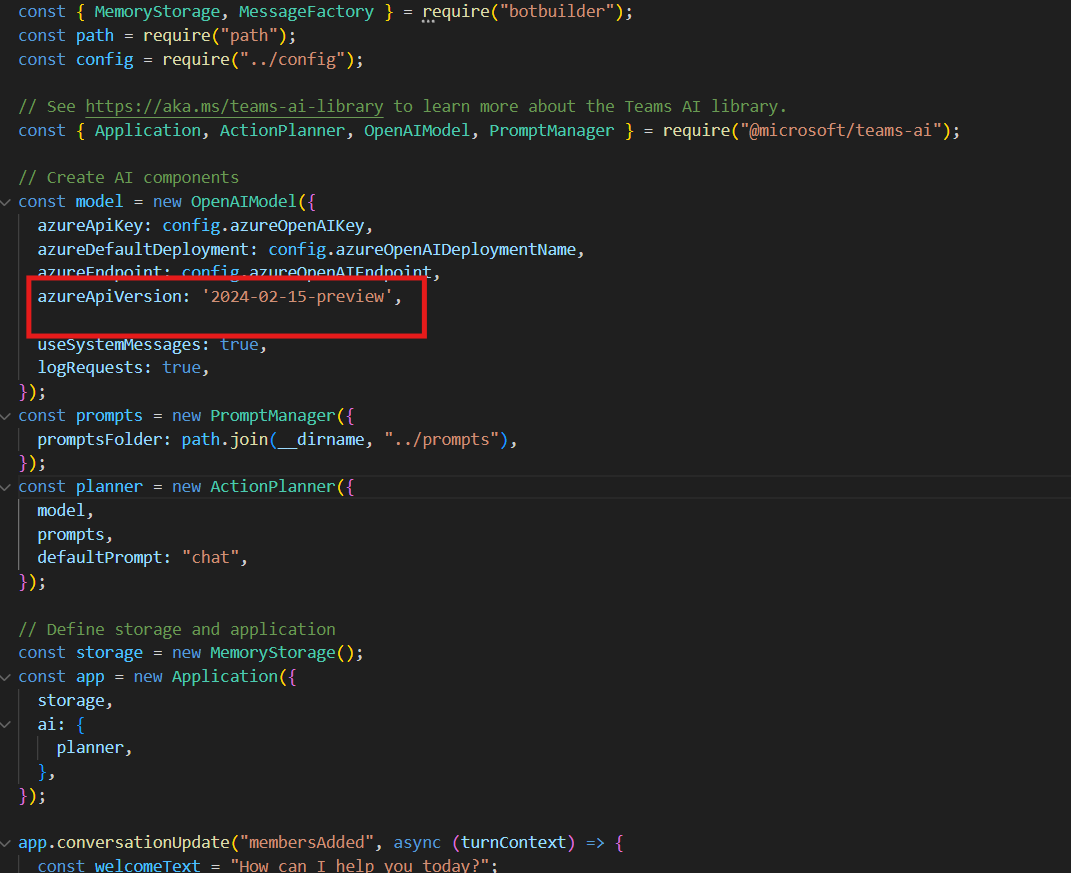 const { MemoryStorage, MessageFactory } = require("botbuilder");
const path = require("path");
const config = require("../config");
// See https://aka.ms/teams-ai-library to learn more about the Teams AI library.
const { Application, ActionPlanner, OpenAIModel, PromptManager } = require("@microsoft/teams-ai");
// Create AI components
const model = new OpenAIModel({
azureApiKey: config.azureOpenAIKey,
azureDefaultDeployment: config.azureOpenAIDeploymentName,
azureEndpoint: config.azureOpenAIEndpoint,
azureApiVersion: '2024-02-15-preview',
useSystemMessages: true,
logRequests: true,
});
const prompts = new PromptManager({
promptsFolder: path.join(__dirname, "../prompts"),
});
const planner = new ActionPlanner({
model,
prompts,
defaultPrompt: "chat",
});
// Define storage and application
const storage = new MemoryStorage();
const app = new Application({
storage,
ai: {
planner,
},
});
app.conversationUpdate("membersAdded", async (turnContext) => {
const welcomeText = "How can I help you today?";